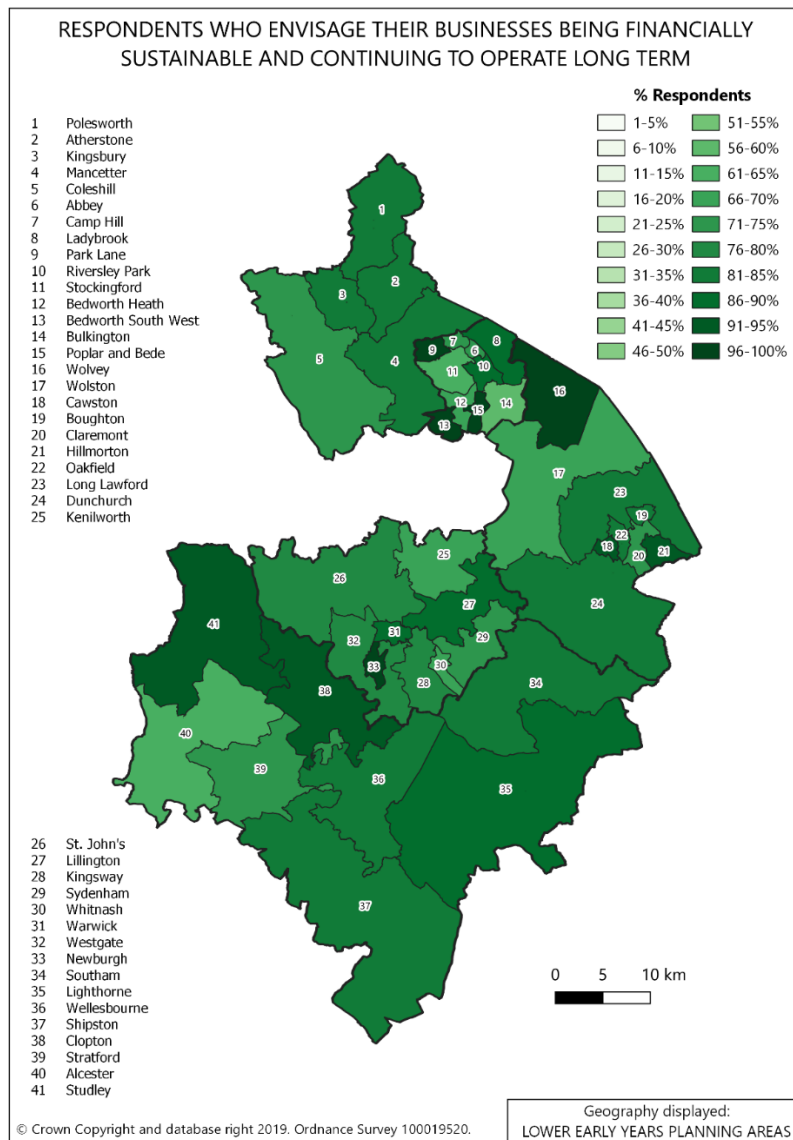 RESPONDENTS WHO ENVISAGE THEIR BUSINESSES BEING FINANCIALLY
SUSTAINABLE AND CONTINUING TO OPERATE LONG TERM
1 Polesworth
2 Atherstone
3 Kingsbury
4 Mancetter
5 Coleshill
6 Abbey
7 Camp Hill
8 Ladybrook
9 Park Lane
10 Riversley Park
11 Stockingford
12 Bedworth Heath
13 Bedworth South West
14 Bulkington
15 Poplar and Bede
16 Wolvey
17 Wolston
18 Cawston
19 Boughton
20 Claremont
21 Hillmorton
22 Oakfield
23 Long Lawford
24 Dunchurch
25 Kenilworth
% Respondents
1-5% 51-55%
6-10% 56-60%
11-15% 61-65%
16-20% 66-70%
21-25% 71-75%
26-30% 76-80%
31-35% 81-85%
36-40% 86-90%
41-45% 91-95%
46-50% 96-100%
1
2
3
4
5
6
7
8
9
10
11
12
13
14
15
16
17
18
19
20
21
22
23
24
25
26
27
28
29
30
31
32
33
34
35
36
37
38
39
40
41
26 St. John's
27 Lillington
28 Kingsway
29 Sydenham
30 Whitnash
31 Warwick
32 Westgate
33 Newburgh
34 Southam
35 Lighthorne
36 Wellesbourne
37 Shipston
38 Clopton
39 Stratford
40 Alcester
41 Studley
0 5 10 km
© Crown Copyright and database right 2019. Ordnance Survey 100019520.
Geography displayed:
LOWER EARLY YEARS PLANNING AREAS